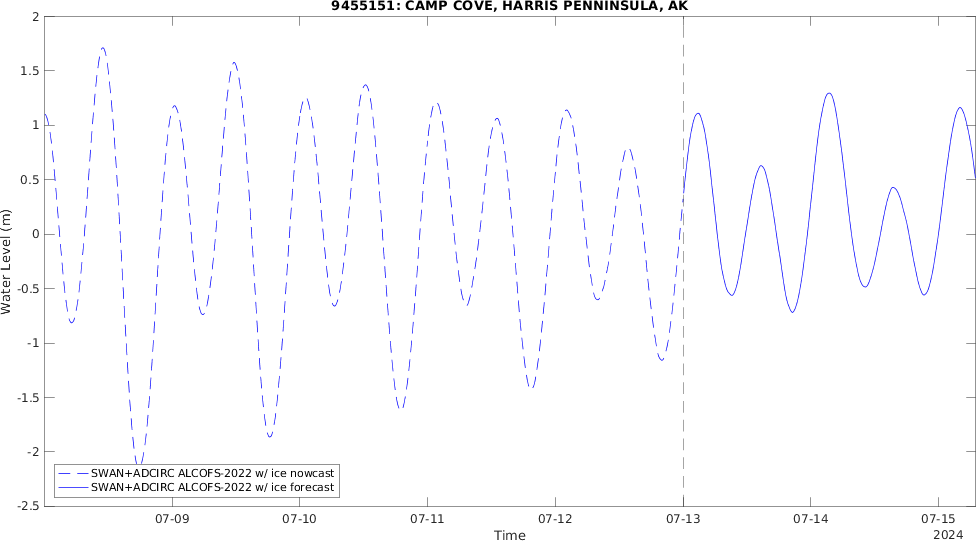 9455151: CAMP COVE, HARRIS PENNINSULA, AK
2
1.5
1
0.5
0
-0.5
-1
-1.5
-2
-2.5
Water Level (m)
SWAN+ADCIRC ALCOFS-2022 w/ ice nowcast
SWAN+ADCIRC ALCOFS-2022 w/ ice forecast
07-09 07-10 07-11 07-12 07-13 07-14 07-15
Time
2024